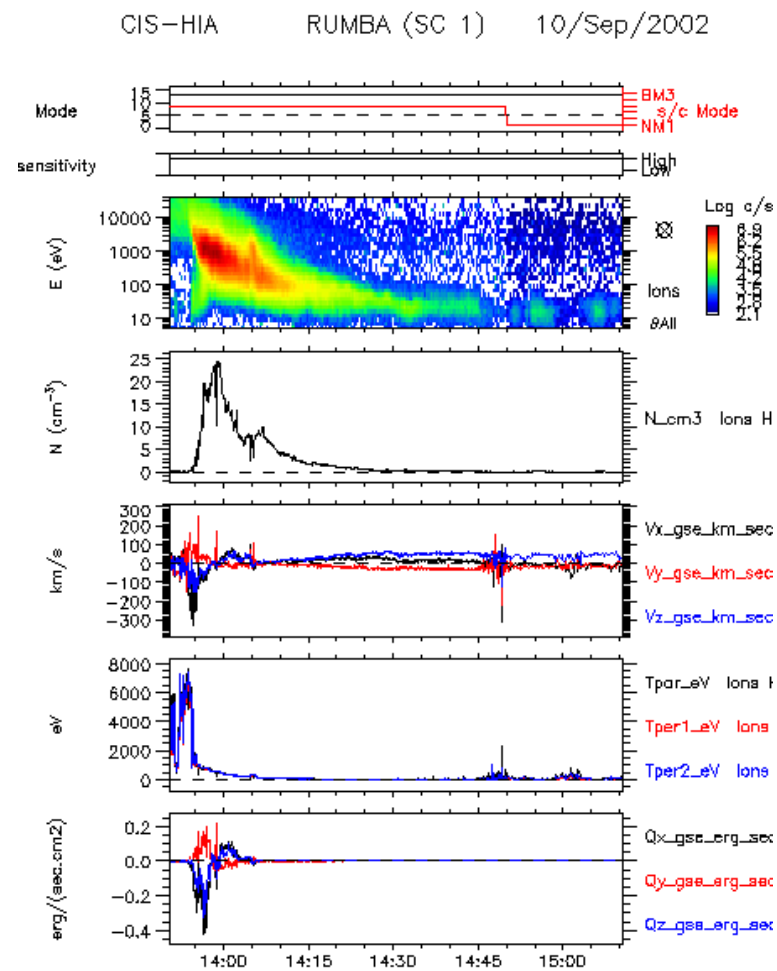 CIS-HIA RUMBA (SC 1) 10/Sep/2002
Mode
15
10
5
0
BM3
s/c Mode
NM1
sensitivity
High
Low
E (eV)
10000
1000
100
10
Ions
θAll
Log c/s
2.1
N (cm⁻³)
25
20
15
10
5
0
N_cm3 Ions H
km/s
300
200
100
0
-100
-200
-300
Vx_gse_km_sec
Vy_gse_km_sec
Vz_gse_km_sec
eV
8000
6000
4000
2000
0
Tpar_eV Ions H
Tper1_eV Ions
Tper2_eV Ions
erg/(sec.cm2)
0.2
0.0
-0.2
-0.4
Qx_gse_erg_sec
Qy_gse_erg_sec
Qz_gse_erg_sec
14:00 14:15 14:30 14:45 15:00